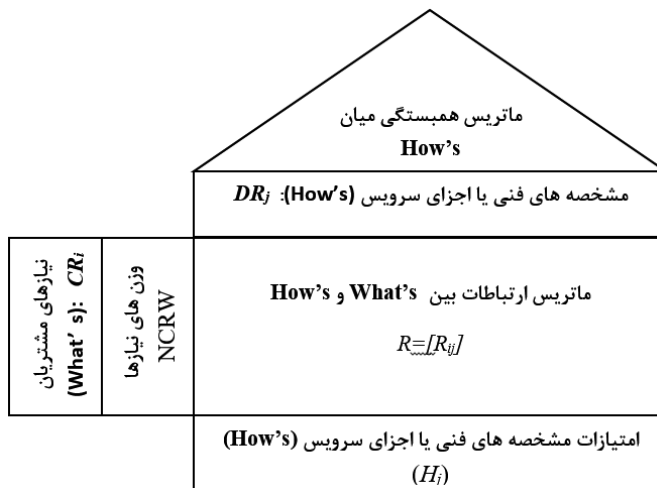 ماتریس همبستگی میان
How's
مشخصه های فنی یا اجزای سرویس (How's): DRj
نیازهای مشتریان
(What's): CRi
وزن های نیازها
NCRW
ماتریس ارتباطات بین What's و How's
R=[Rij]
امتیازات مشخصه های فنی یا اجزای سرویس (How's)
(Hj)